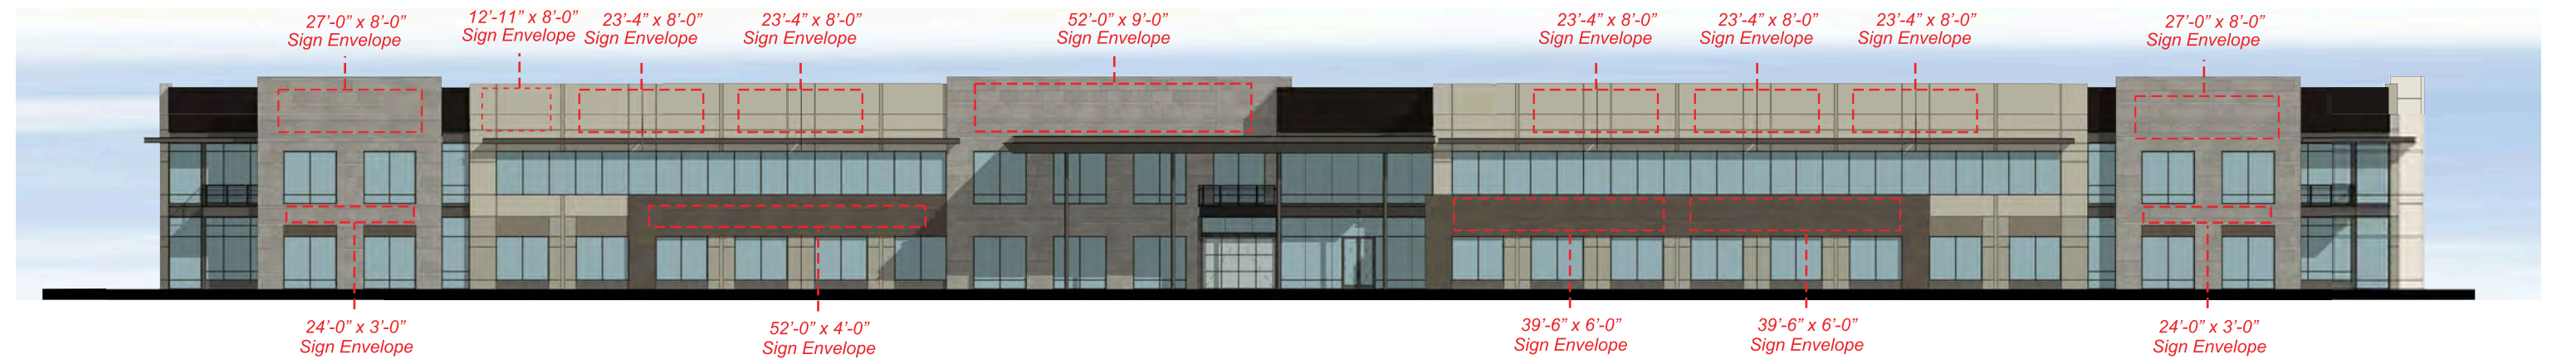 27'-0” x 8'-0”
Sign Envelope
12'-11” x 8'-0”
Sign Envelope
23'-4” x 8'-0”
Sign Envelope
23'-4” x 8'-0”
Sign Envelope
52'-0” x 9'-0”
Sign Envelope
23'-4” x 8'-0”
Sign Envelope
23'-4” x 8'-0”
Sign Envelope
23'-4” x 8'-0”
Sign Envelope
27'-0” x 8'-0”
Sign Envelope
24'-0” x 3'-0”
Sign Envelope
52'-0” x 4'-0”
Sign Envelope
39'-6” x 6'-0”
Sign Envelope
39'-6” x 6'-0”
Sign Envelope
24'-0” x 3'-0”
Sign Envelope